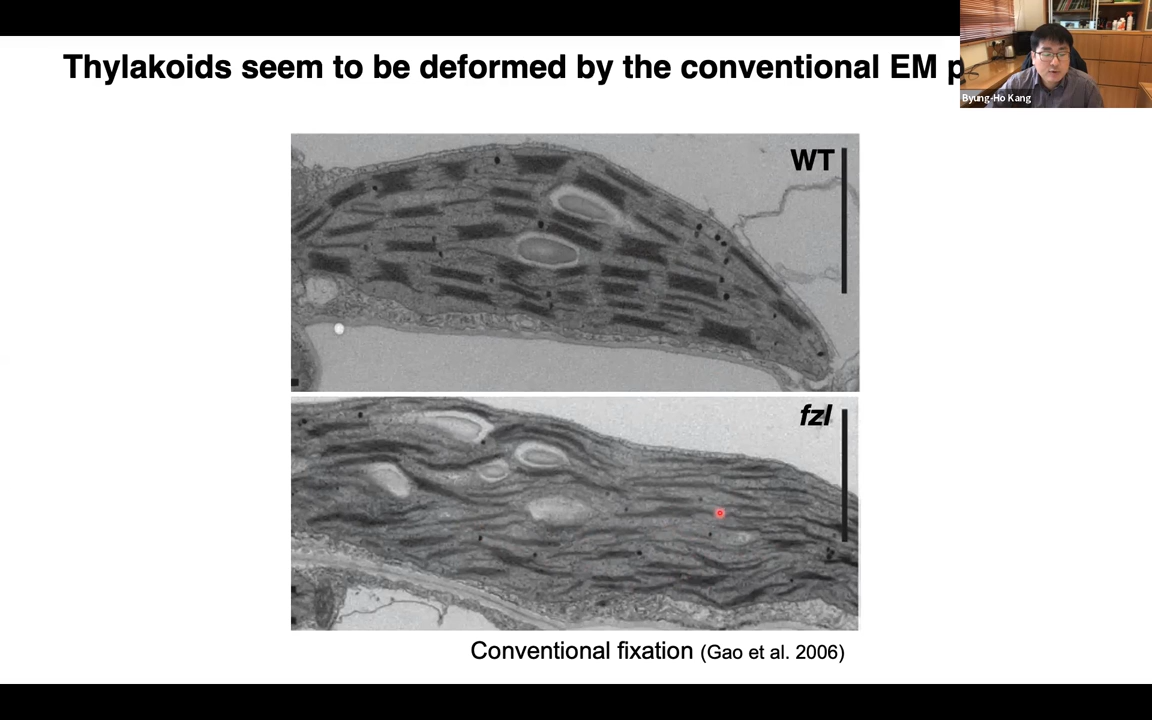 Thylakoids seem to be deformed by the conventional EM
Byung-Ho Kang
WT
fzl
Conventional fixation (Gao et al. 2006)